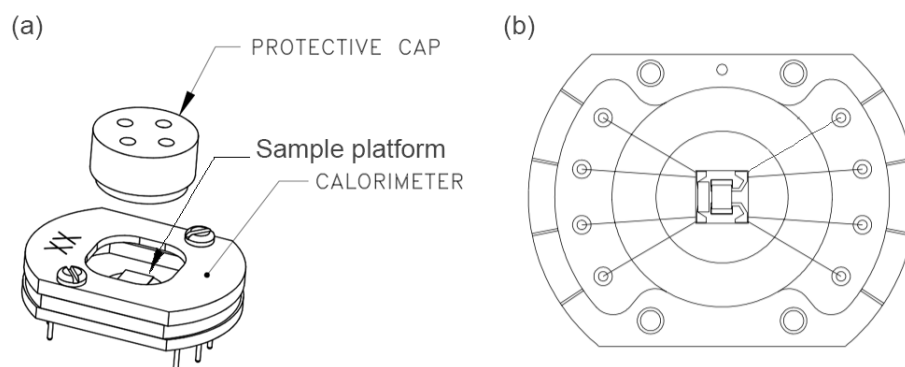 (a)
PROTECTIVE CAP
Sample platform
CALORIMETER
XX
(b)